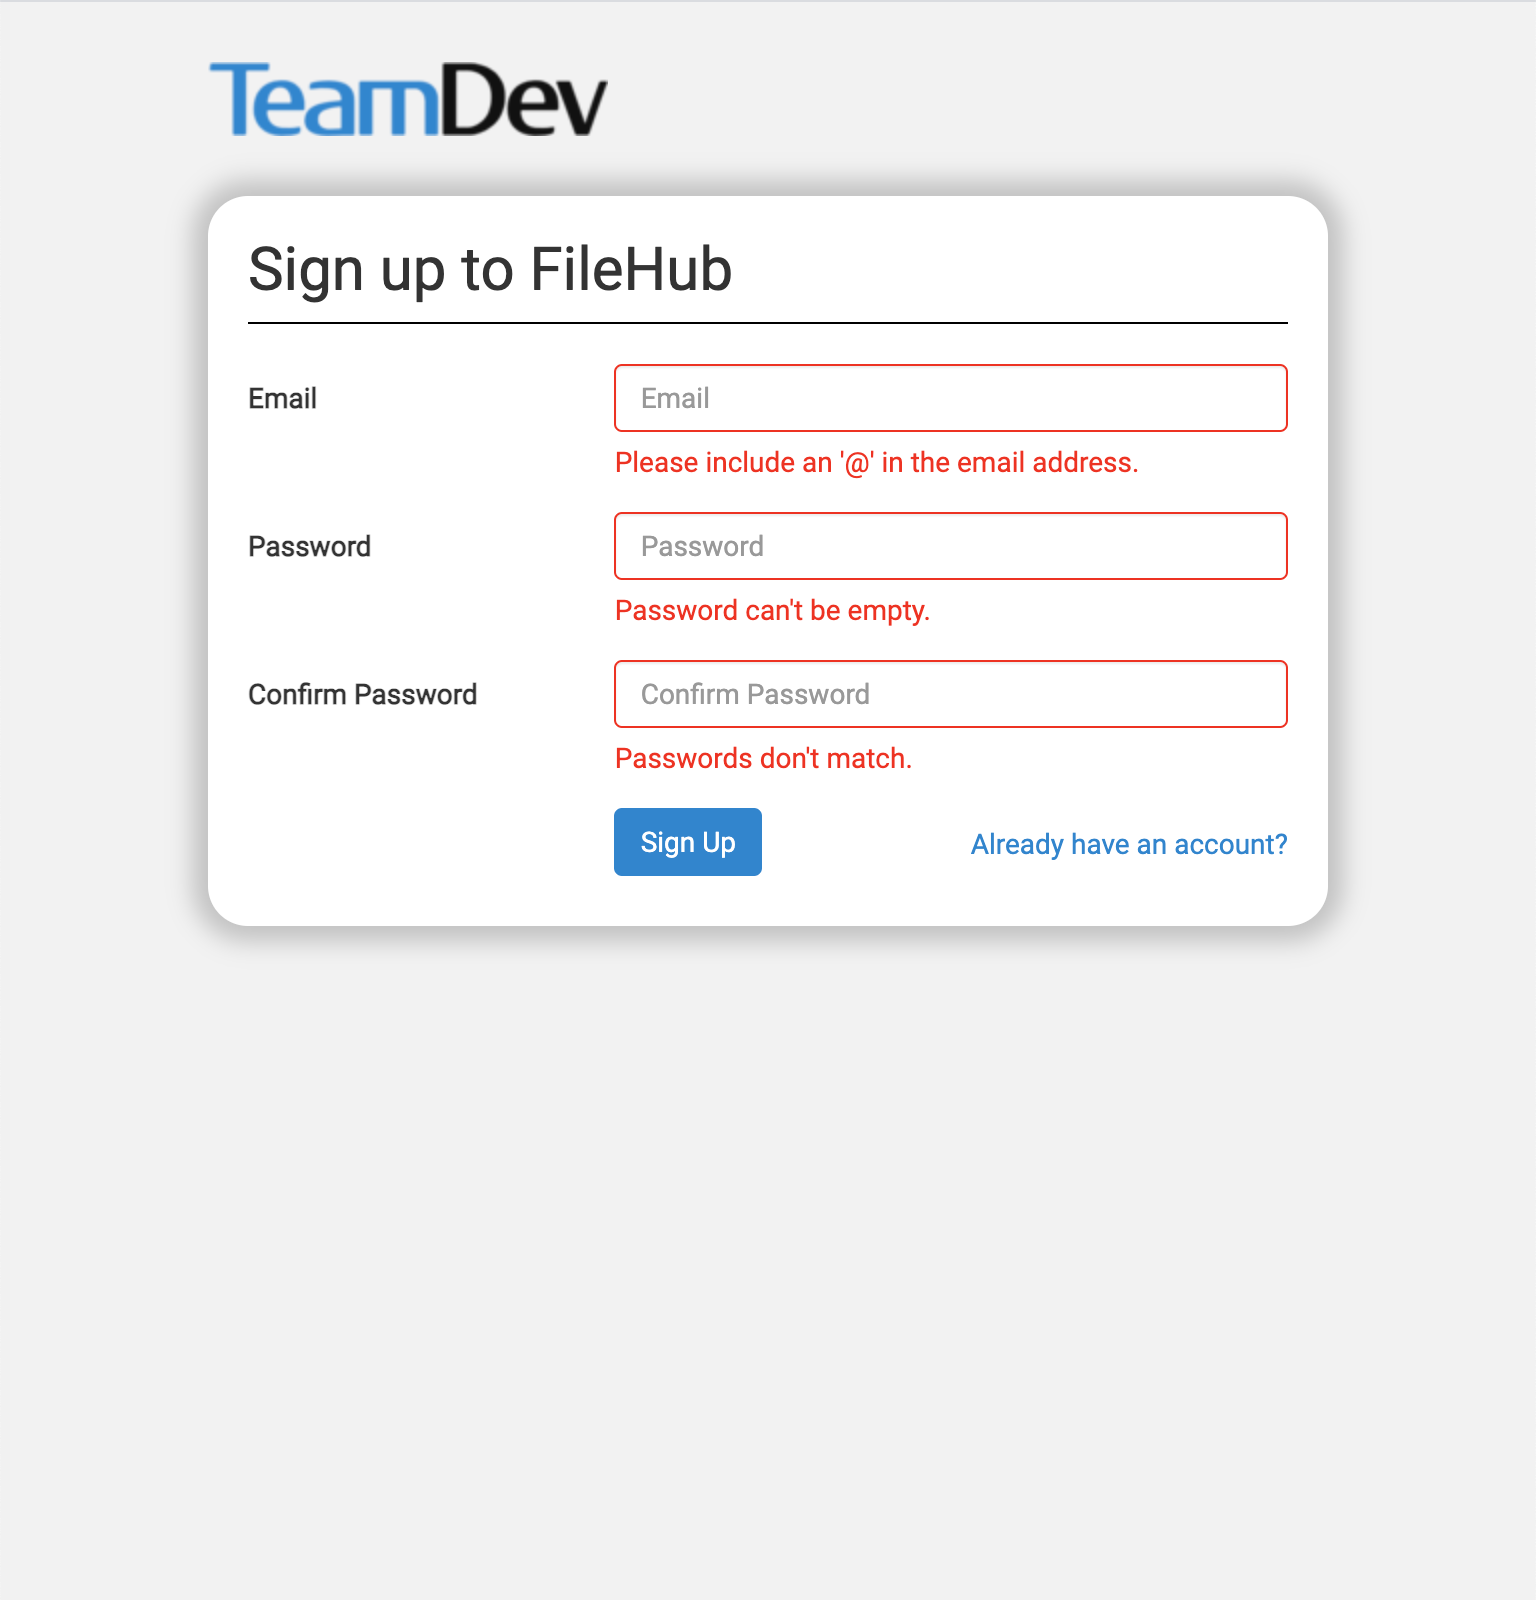 TeamDev
Sign up to FileHub
Email
Email
Please include an '@' in the email address.
Password
Password
Password can't be empty.
Confirm Password
Confirm Password
Passwords don't match.
Sign Up
Already have an account?